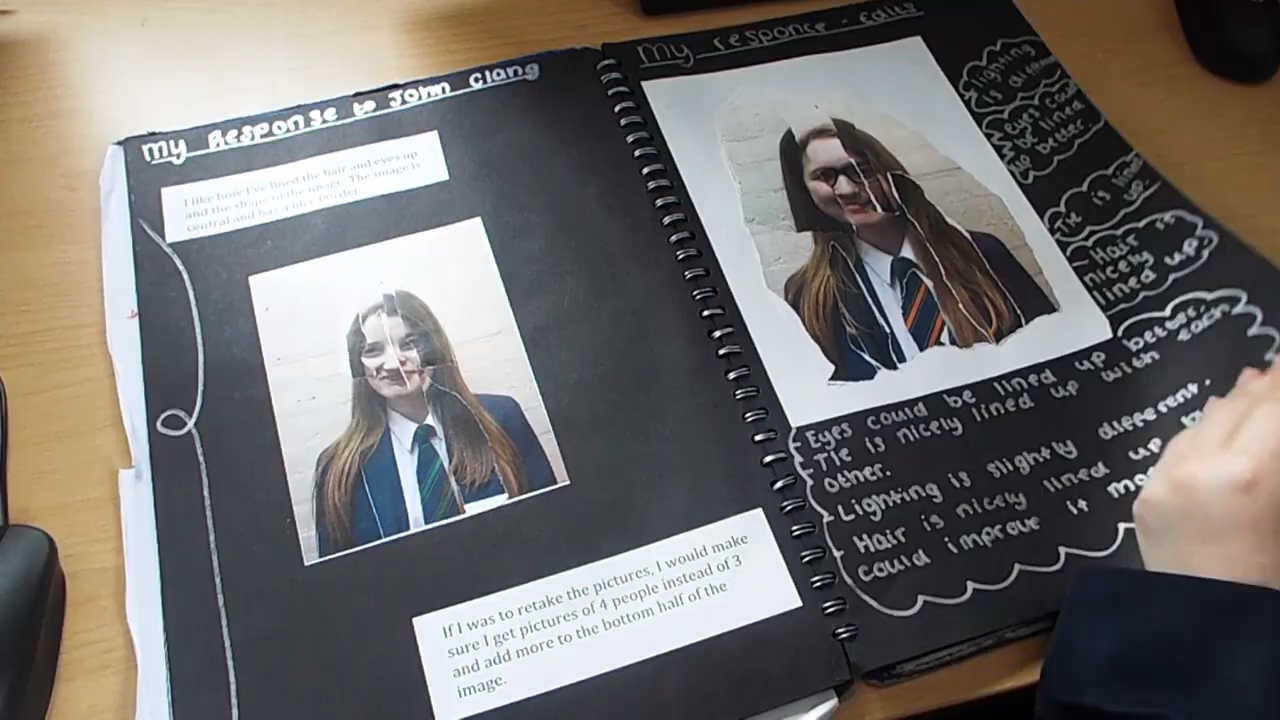 My Response to John Clang
I like how I've lined the hair and eyes up
and the shape of the image. The image is
central and has a nice border.
If I was to retake the pictures, I would make
sure I get pictures of 4 people instead of 3
and add more to the bottom half of the
image.
My responce - Edits
Lighting
is different
Eyes could
be lined
up better
- Tie is lined
up.
- Hair is
nicely
lined up.
- Eyes could be lined up better.
- Tie is nicely lined up with each
other.
- Lighting is slightly different.
- Hair is nicely lined up
could improve it